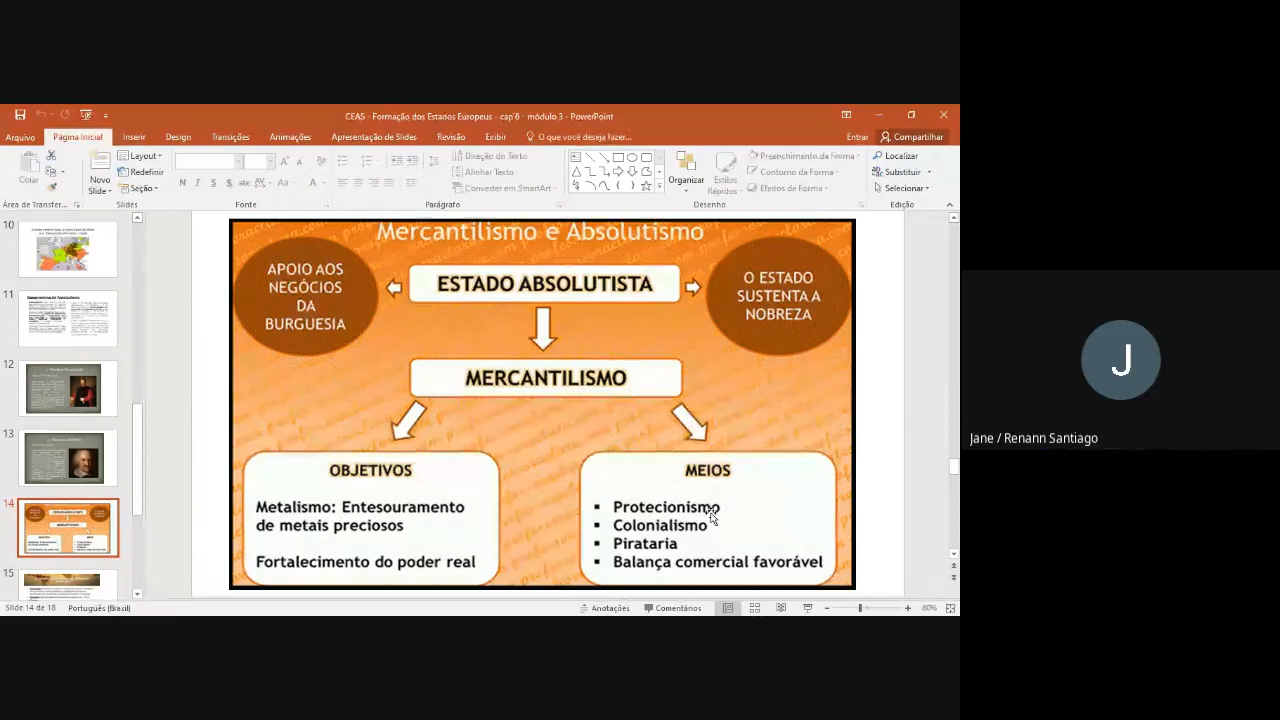 CEAS - Formação dos Estados Europeus - cap 6 - módulo 3 - PowerPoint
Arquivo
Página Inicial
Inserir
Design
Transições
Animações
Apresentação de Slides
Revisão
Exibir
O que você deseja fazer...
Entrar
Compartilhar
Colar
Novo
Slide
Layout
Redefinir
Seção
N I S S abc AV Aa A
Direção do Texto
Alinhar Texto
Converter em SmartArt
Organizar
Estilos
Rápidos
Preenchimento da Forma
Contorno da Forma
Efeitos de Forma
Localizar
Substituir
Selecionar
Área de Transfer...
Slides
Fonte
Parágrafo
Desenho
Edição
10
11
12
13
14
15
Mercantilismo e Absolutismo
APOIO AOS
NEGÓCIOS
DA
BURGUESIA
ESTADO ABSOLUTISTA
O ESTADO
SUSTENTA A
NOBREZA
MERCANTILISMO
OBJETIVOS
Metalismo: Entesouramento
de metais preciosos
Fortalecimento do poder real
MEIOS
▪ Protecionismo
▪ Colonialismo
▪ Pirataria
▪ Balança comercial favorável
Slide 14 de 18
Português (Brasil)
Anotações
Comentários
80%
J
Jane / Renann Santiago